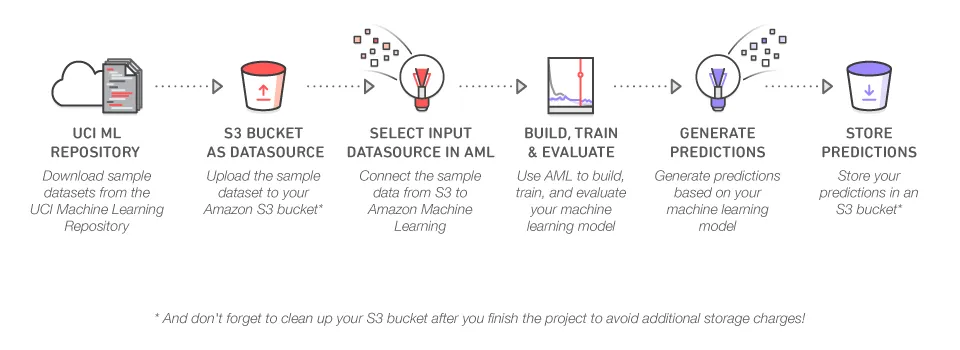 UCI ML
REPOSITORY
Download sample
datasets from the
UCI Machine Learning
Repository
S3 BUCKET
AS DATASOURCE
Upload the sample
dataset to your
Amazon S3 bucket*
SELECT INPUT
DATASOURCE IN AML
Connect the sample
data from S3 to
Amazon Machine
Learning
BUILD, TRAIN
& EVALUATE
Use AML to build,
train, and evaluate
your machine
learning model
GENERATE
PREDICTIONS
Generate predictions
based on your
machine learning
model
STORE
PREDICTIONS
Store your
predictions in an
S3 bucket*
* And don't forget to clean up your S3 bucket after you finish the project to avoid additional storage charges!